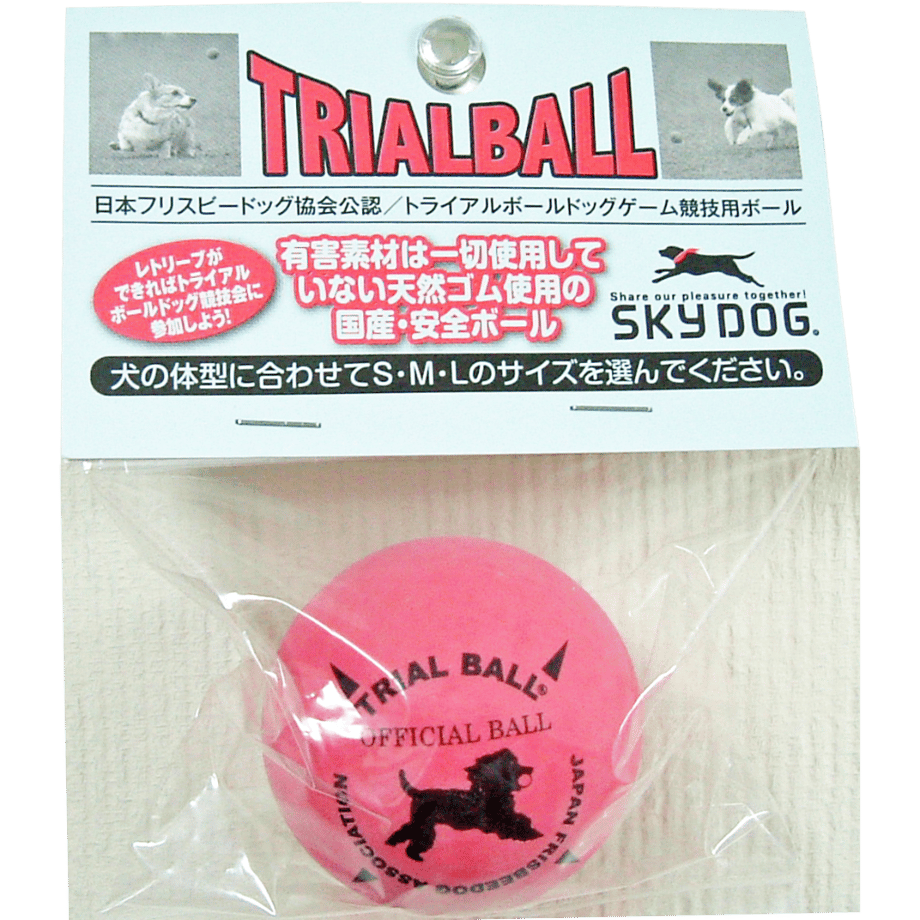 TRIALBALL
日本フリスビードッグ協会公認/トライアルボールドッグゲーム競技用ボール
レトリーブが
できればトライアル
ボールドッグ競技会に
参加しよう!
有害素材は一切使用して
いない天然ゴム使用の
国産・安全ボール
Share our pleasure together!
SKYDOG®
犬の体型に合わせてS・M・Lのサイズを選んでください。
TRIAL BALL®
OFFICIAL BALL
JAPAN FRISBEEDOG ASSOCIATION